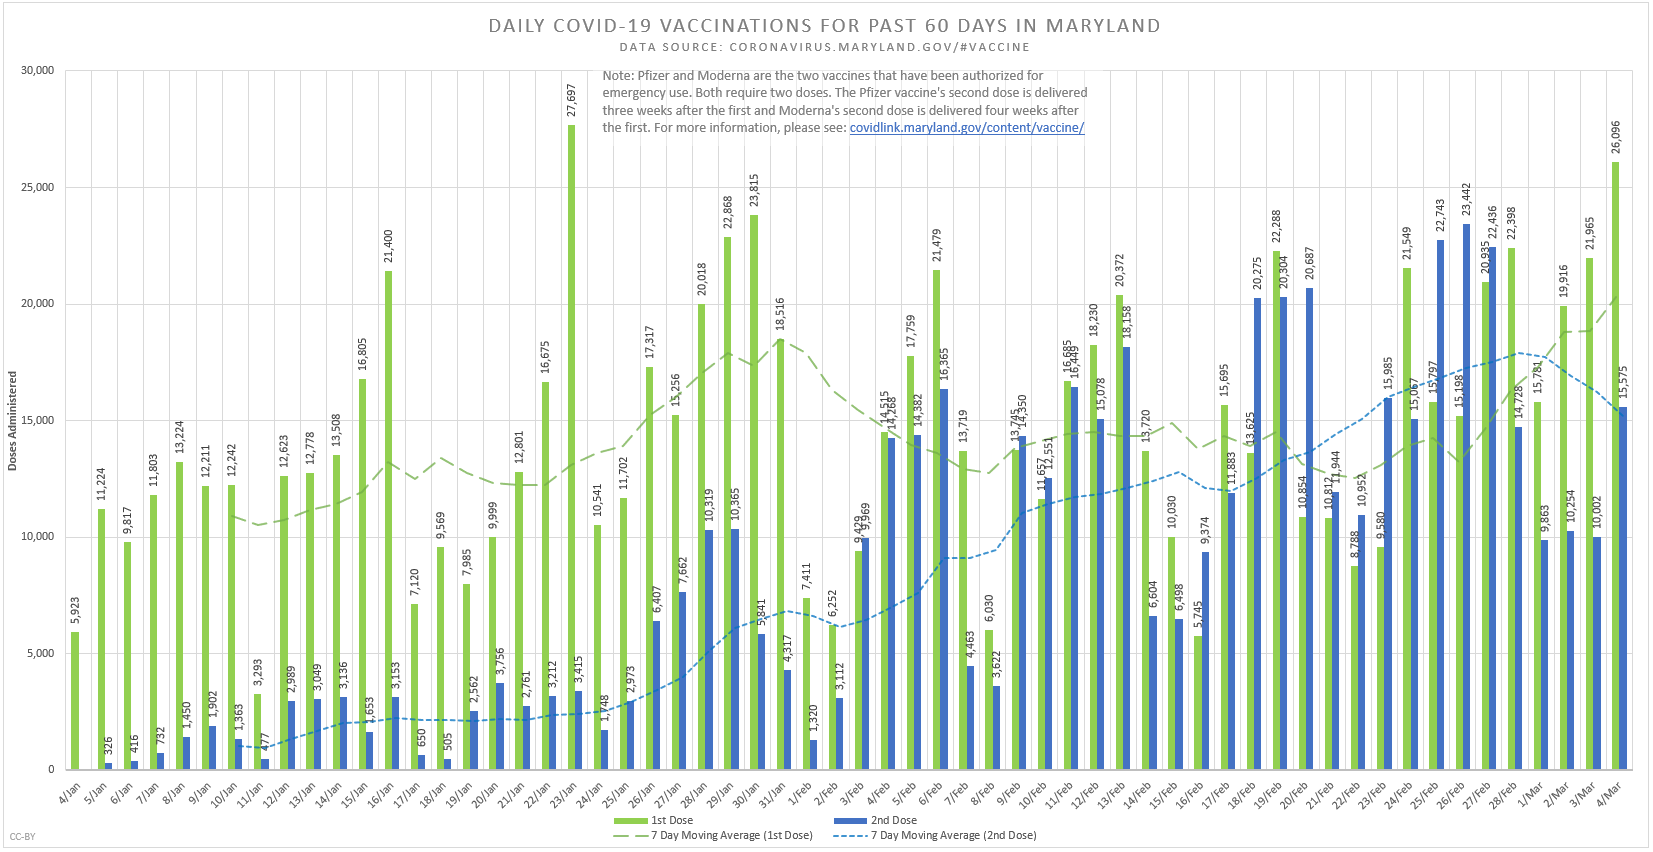 DAILY COVID-19 VACCINATIONS FOR PAST 60 DAYS IN MARYLAND
DATA SOURCE: CORONAVIRUS.MARYLAND.GOV/#VACCINE
Note: Pfizer and Moderna are the two vaccines that have been authorized for
emergency use. Both require two doses. The Pfizer vaccine's second dose is delivered
three weeks after the first and Moderna's second dose is delivered four weeks after
the first. For more information, please see: covidlink.maryland.gov/content/vaccine/
Doses Administered
30,000
25,000
20,000
15,000
10,000
5,000
0
5,923
11,224
326
9,817
416
11,803
732
13,224
1,450
12,211
1,902
12,242
1,363
3,293
477
12,623
2,989
12,778
3,049
13,508
3,136
16,805
1,653
21,400
3,153
7,120
650
9,569
505
7,985
2,562
9,999
3,756
12,801
2,761
16,675
3,212
27,697
3,415
10,541
1,748
11,702
2,973
17,317
6,407
15,256
7,662
20,018
10,319
22,868
10,365
23,815
5,841
18,516
4,317
7,411
1,320
6,252
3,112
9,429
9,969
14,515
14,268
17,759
14,382
21,479
16,365
13,719
4,463
6,030
3,622
13,745
14,350
11,657
12,551
16,685
16,449
18,230
15,078
20,372
18,158
13,720
6,604
10,030
6,498
5,745
9,374
15,695
11,883
13,625
20,275
22,288
20,304
10,854
20,687
10,812
11,944
8,788
10,952
9,580
15,985
21,549
15,067
15,797
22,743
15,198
23,442
20,935
22,436
22,398
14,728
15,781
9,863
19,916
10,254
21,965
10,002
26,096
15,575
4/Jan
5/Jan
6/Jan
7/Jan
8/Jan
9/Jan
10/Jan
11/Jan
12/Jan
13/Jan
14/Jan
15/Jan
16/Jan
17/Jan
18/Jan
19/Jan
20/Jan
21/Jan
22/Jan
23/Jan
24/Jan
25/Jan
26/Jan
27/Jan
28/Jan
29/Jan
30/Jan
31/Jan
1/Feb
2/Feb
3/Feb
4/Feb
5/Feb
6/Feb
7/Feb
8/Feb
9/Feb
10/Feb
11/Feb
12/Feb
13/Feb
14/Feb
15/Feb
16/Feb
17/Feb
18/Feb
19/Feb
20/Feb
21/Feb
22/Feb
23/Feb
24/Feb
25/Feb
26/Feb
27/Feb
28/Feb
1/Mar
2/Mar
3/Mar
4/Mar
1st Dose
2nd Dose
7 Day Moving Average (1st Dose)
7 Day Moving Average (2nd Dose)
CC-BY